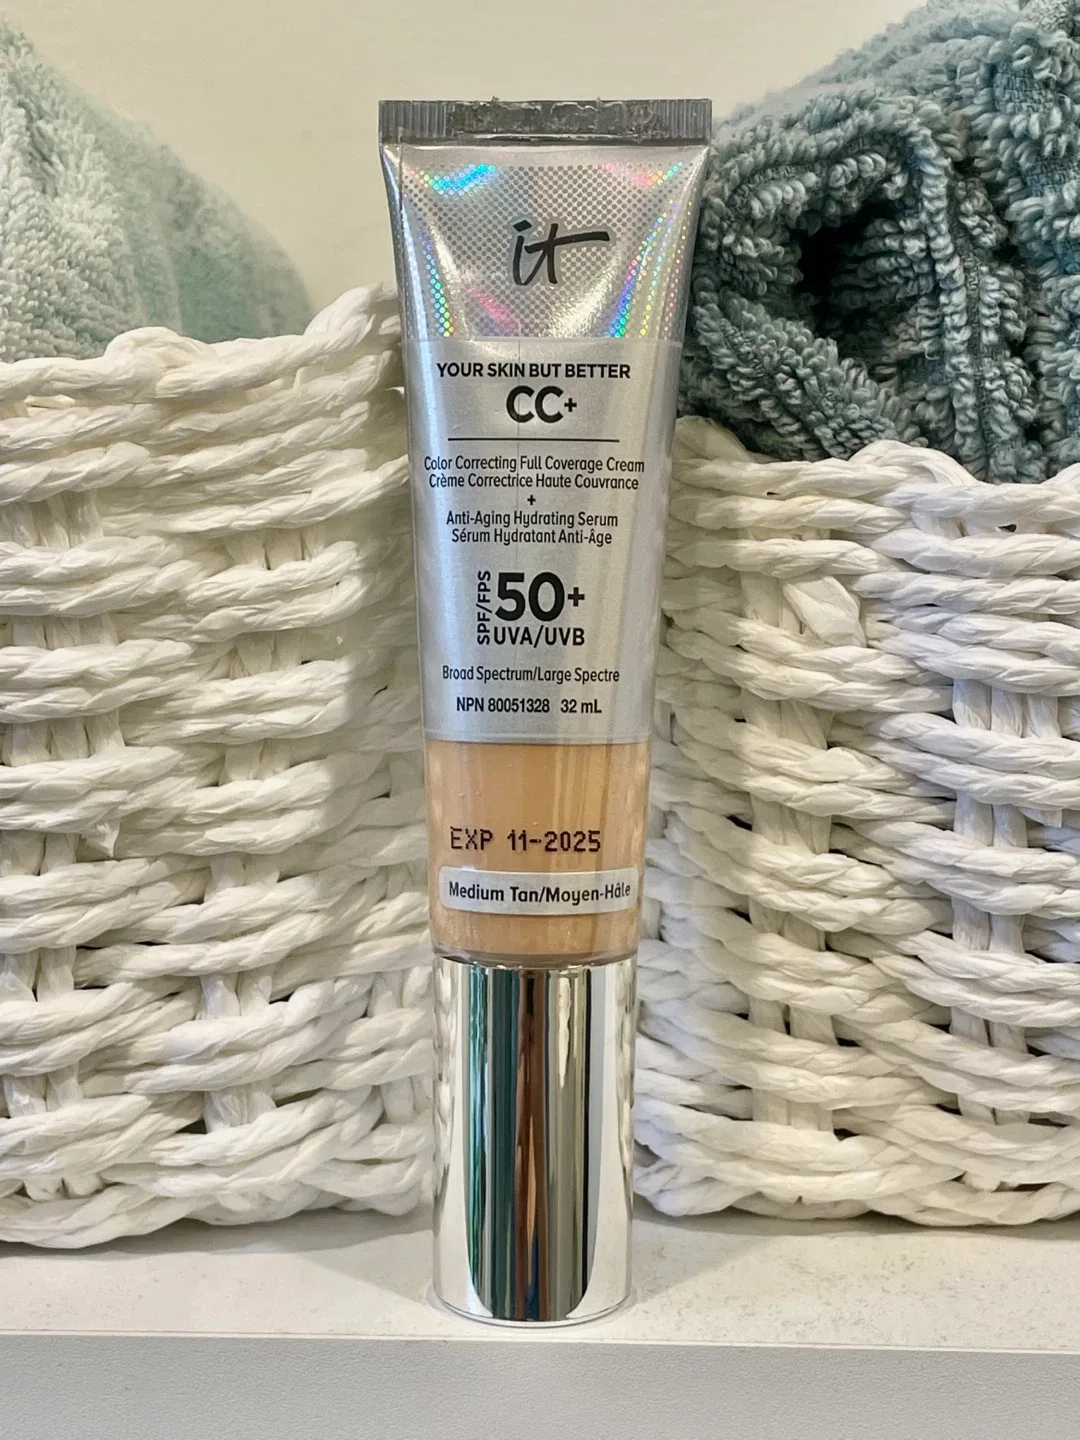 it
YOUR SKIN BUT BETTER
CC+
Color Correcting Full Coverage Cream
Crème Correctrice Haute Couvrance
+
Anti-Aging Hydrating Serum
Sérum Hydratant Anti-Âge
SPF/FPS 50+
UVA/UVB
Broad Spectrum/Large Spectre
NPN 80051328 32 mL
EXP 11-2025
Medium Tan/Moyen-Hâle